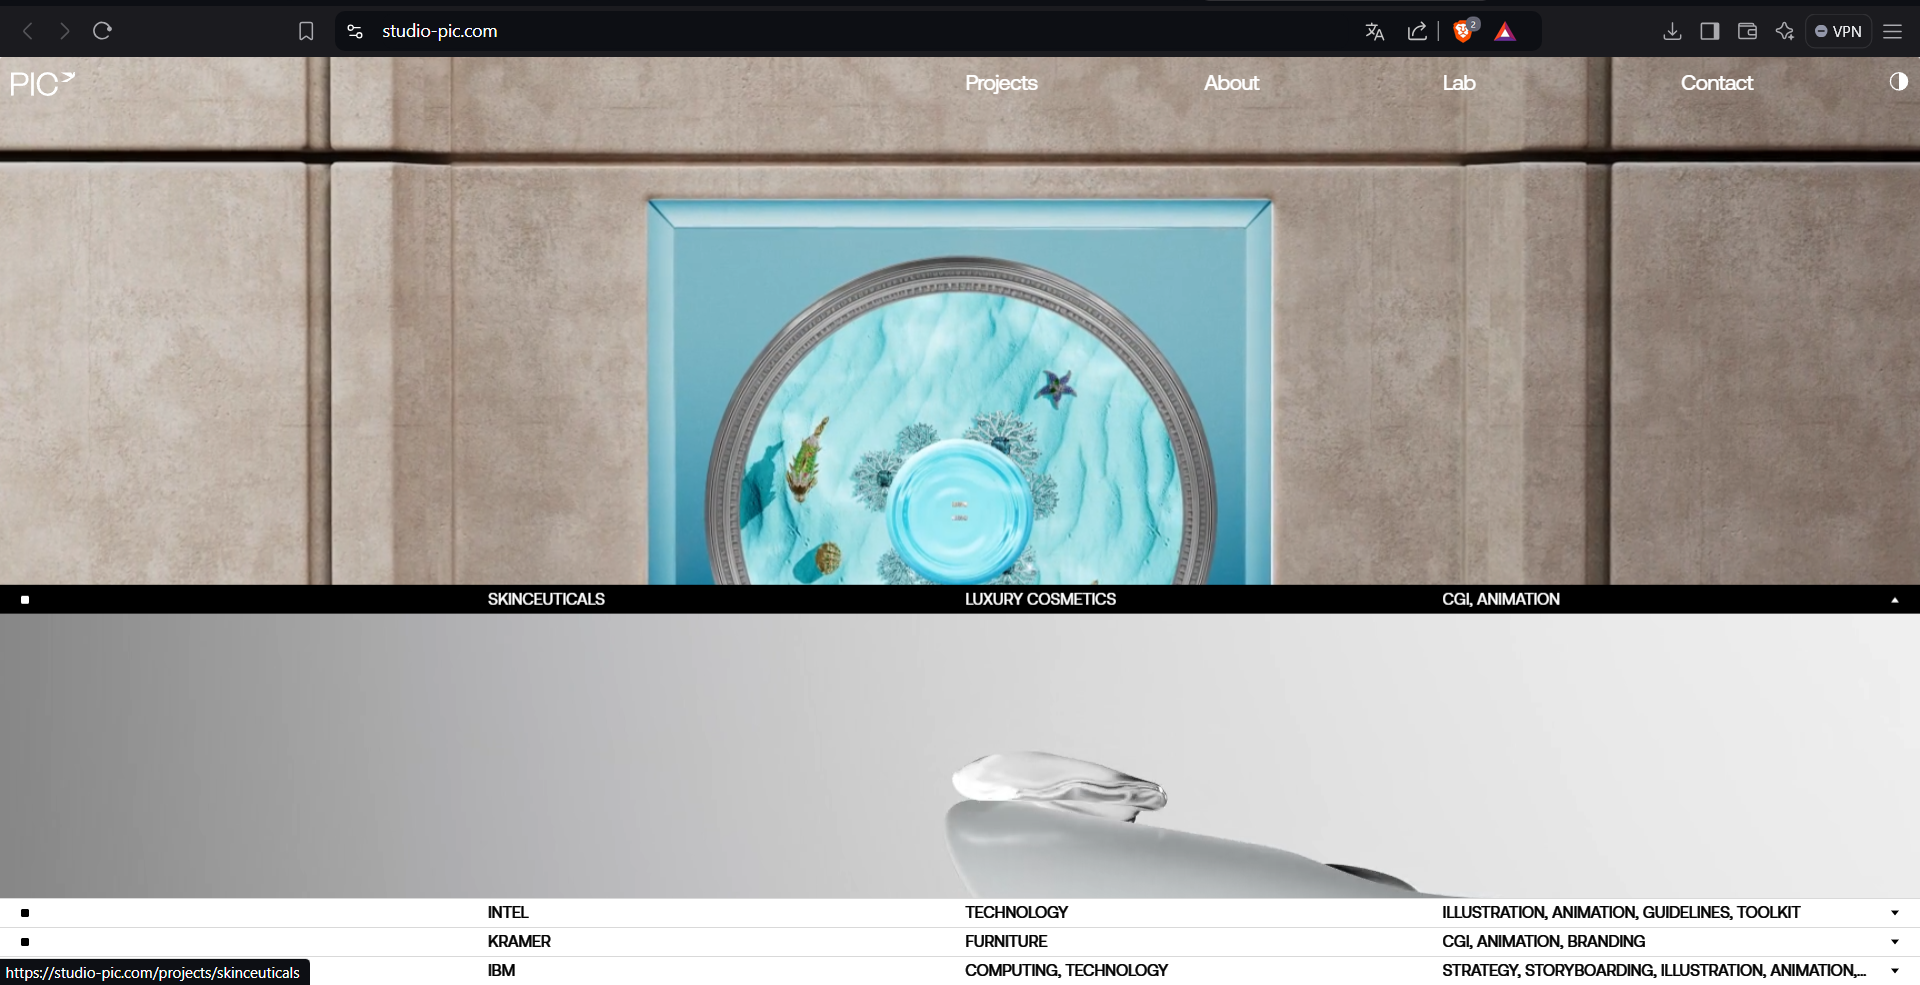 studio-pic.com
2
VPN
PIC
Projects
About
Lab
Contact
SKINCEUTICALS
LUXURY COSMETICS
CGI, ANIMATION
INTEL
TECHNOLOGY
ILLUSTRATION, ANIMATION, GUIDELINES, TOOLKIT
KRAMER
FURNITURE
CGI, ANIMATION, BRANDING
IBM
COMPUTING, TECHNOLOGY
STRATEGY, STORYBOARDING, ILLUSTRATION, ANIMATION,...
https://studio-pic.com/projects/skinceuticals